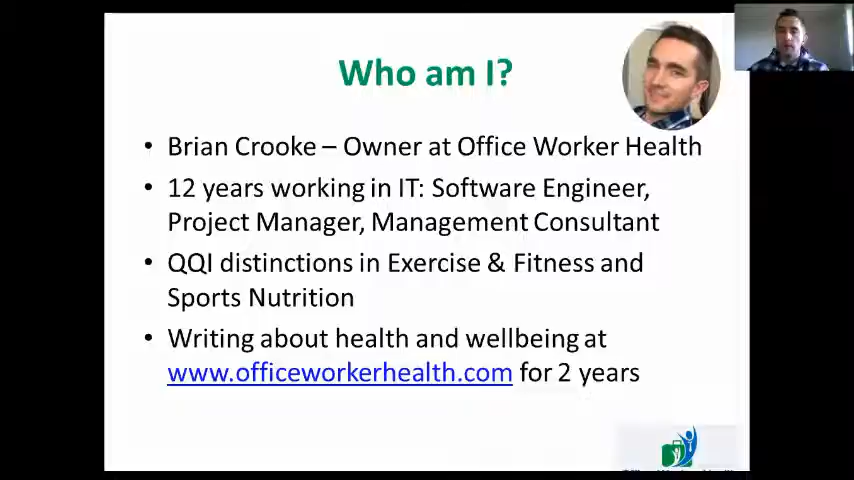 Who am I?
• Brian Crooke – Owner at Office Worker Health
• 12 years working in IT: Software Engineer,
Project Manager, Management Consultant
• QQI distinctions in Exercise & Fitness and
Sports Nutrition
• Writing about health and wellbeing at
www.officeworkerhealth.com for 2 years